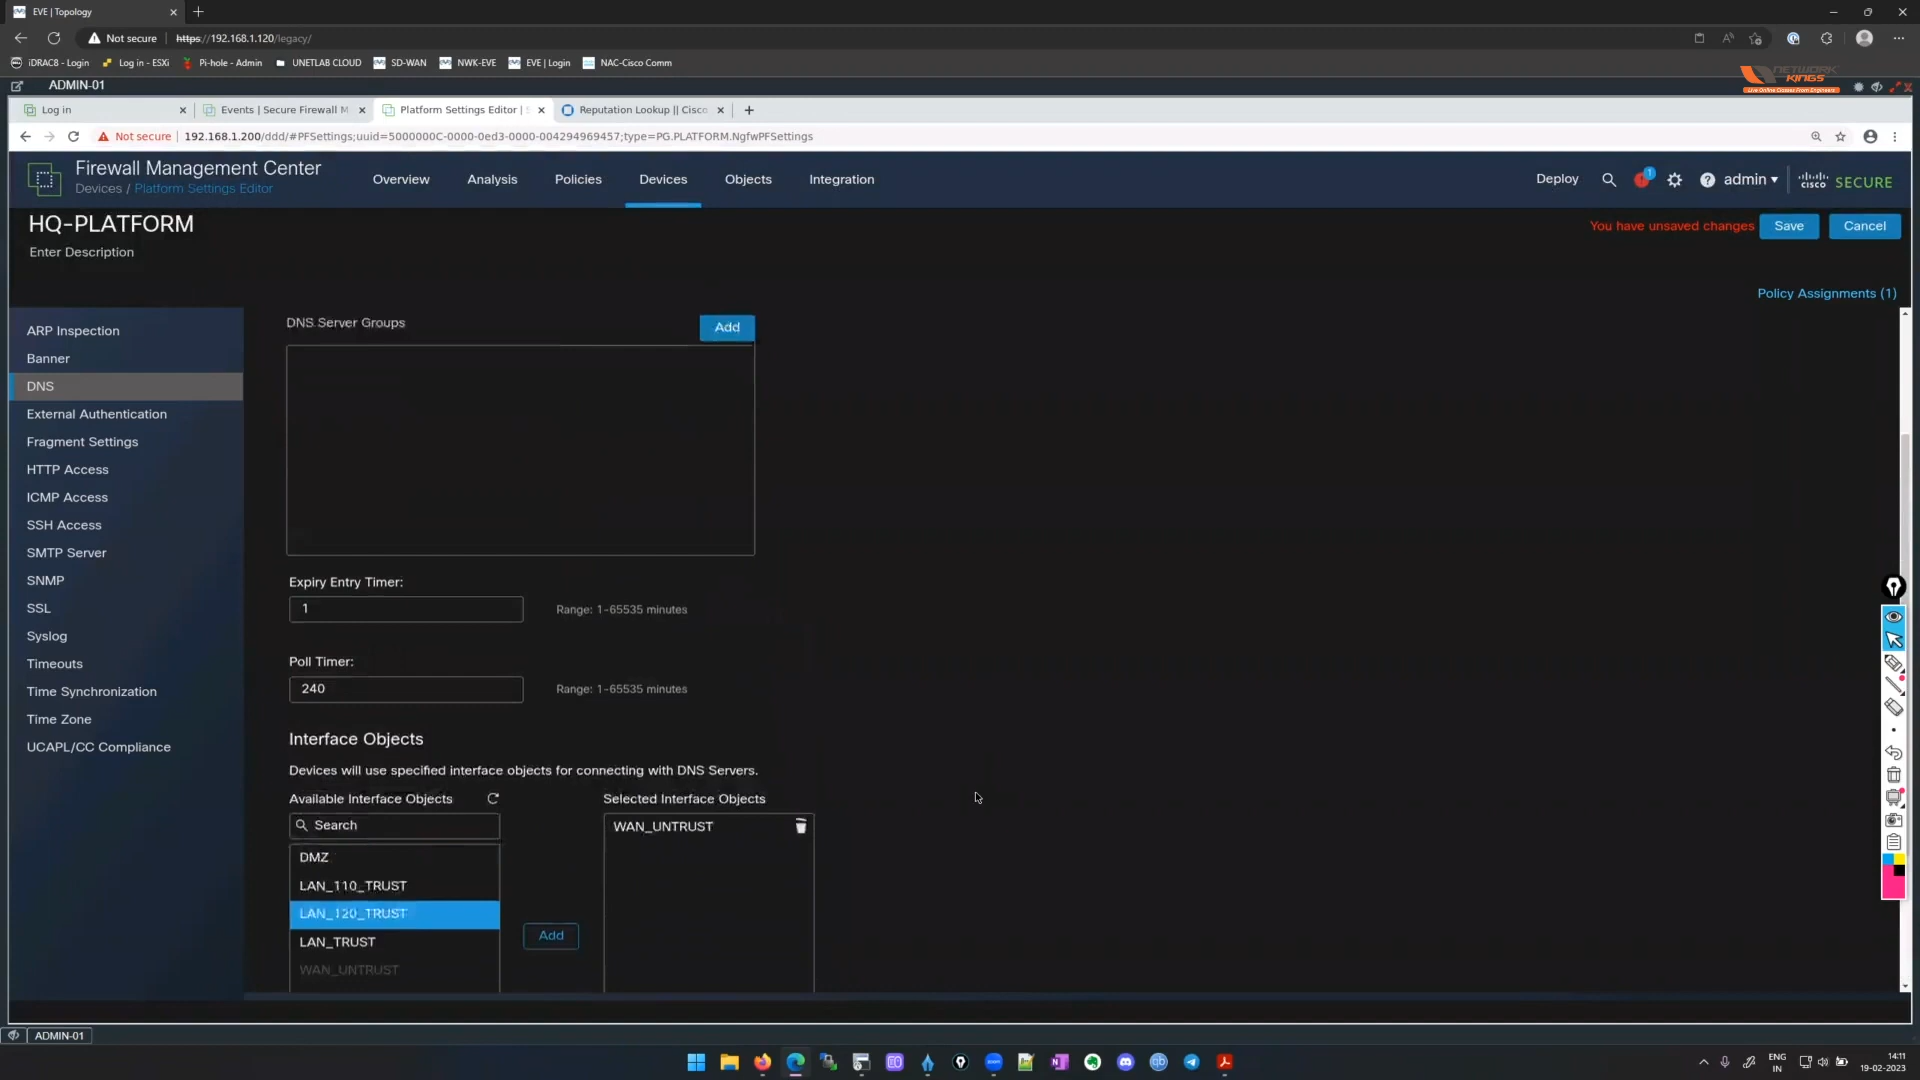 EVE | Topology
Not secure https://192.168.1.120/legacy/
iDRAC8 - Login Log in - ESXi Pi-hole - Admin UNETLAB CLOUD SD-WAN NWK-EVE EVE | Login NAC-Cisco Comm
ADMIN-01
NETWORK KINGS
Live Online Classes From Engineers
Log in Events | Secure Firewall M Platform Settings Editor | Reputation Lookup || Cisco
Not secure 192.168.1.200/ddd/#PFSettings;uuid=5000000C-0000-0ed3-0000-004294969457;type=PG.PLATFORM.NgfwPFSettings
Firewall Management Center
Devices / Platform Settings Editor
Overview Analysis Policies Devices Objects Integration
Deploy 1 admin cisco SECURE
HQ-PLATFORM
Enter Description
You have unsaved changes Save Cancel
Policy Assignments (1)
ARP Inspection
Banner
DNS
External Authentication
Fragment Settings
HTTP Access
ICMP Access
SSH Access
SMTP Server
SNMP
SSL
Syslog
Timeouts
Time Synchronization
Time Zone
UCAPL/CC Compliance
DNS Server Groups Add
Expiry Entry Timer:
1 Range: 1-65535 minutes
Poll Timer:
240 Range: 1-65535 minutes
Interface Objects
Devices will use specified interface objects for connecting with DNS Servers.
Available Interface Objects
Search
DMZ
LAN_110_TRUST
LAN_120_TRUST
LAN_TRUST
WAN_UNTRUST
Add
Selected Interface Objects
WAN_UNTRUST
ADMIN-01
ENG
IN
14:11
19-02-2023